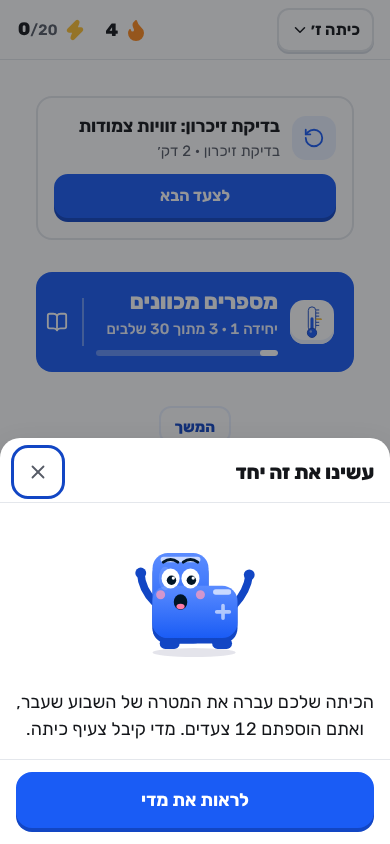 כיתה ז׳
4
0/20
בדיקת זיכרון: זוויות צמודות
בדיקת זיכרון • 2 דק׳
לצעד הבא
מספרים מכוונים
יחידה 1 • 3 מתוך 30 שלבים
המשך
עשינו את זה יחד
הכיתה שלכם עברה את המטרה של השבוע שעבר,
ואתם הוספתם 12 צעדים. מדי קיבל צעיף כיתה.
לראות את מדי